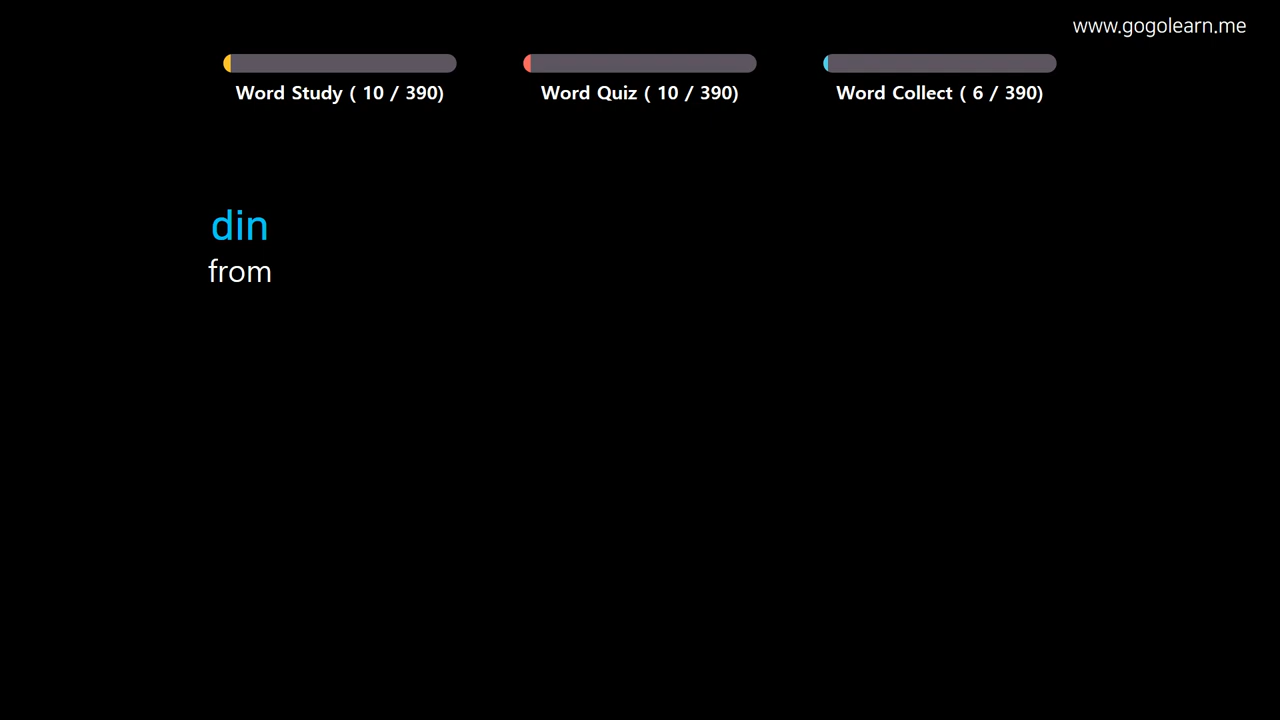 www.gogolearn.me
Word Study ( 10 / 390)
Word Quiz ( 10 / 390)
Word Collect ( 6 / 390)
din
from